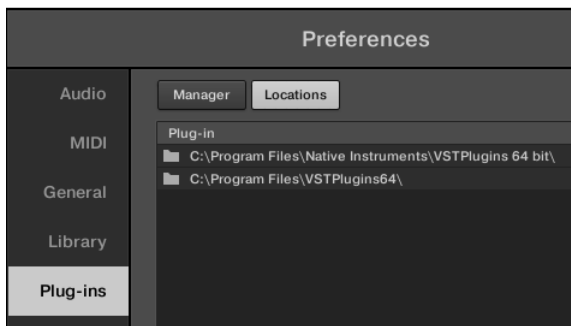 Preferences
Audio
Manager
Locations
MIDI
Plug-in
C:\Program Files\Native Instruments\VSTPlugins 64 bit\
General
C:\Program Files\VSTPlugins64\
Library
Plug-ins